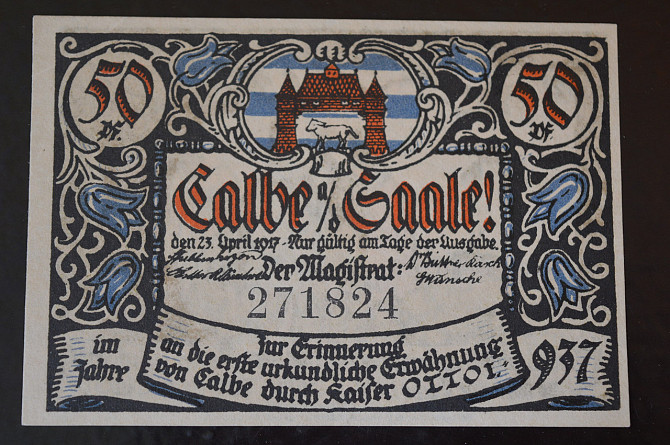 50 Pf. 50 Pf.
Calbe a/d Saale!
den 23. April 1917 · Nur gültig am Tage der Ausgabe.
Der Magistrat:
271824
zur Erinnerung
im Jahre an die erste urkundliche Erwähnung 937
von Calbe durch Kaiser OTTO I.